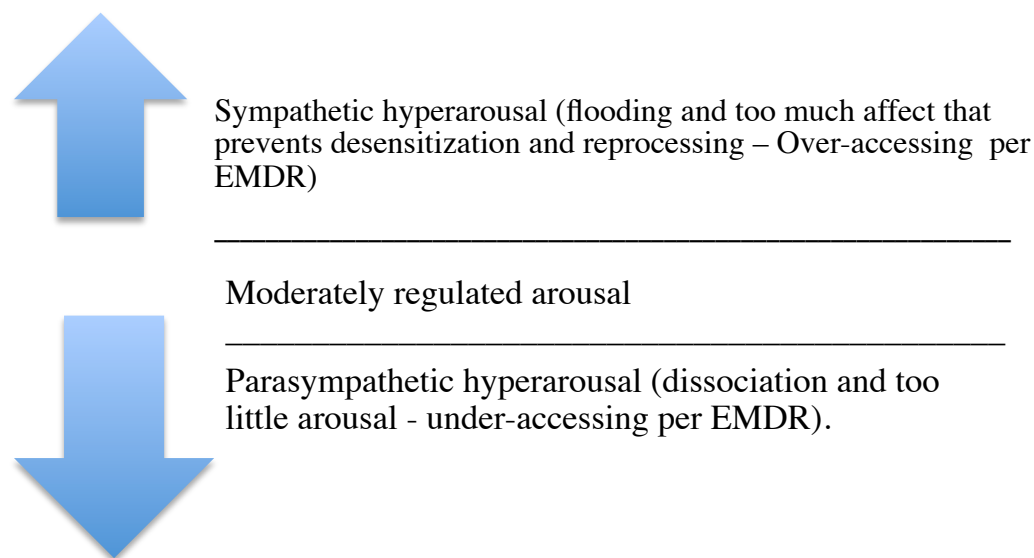 Sympathetic hyperarousal (flooding and too much affect that
prevents desensitization and reprocessing – Over-accessing  per
EMDR)
Moderately regulated arousal
Parasympathetic hyperarousal (dissociation and too
little arousal - under-accessing per EMDR).